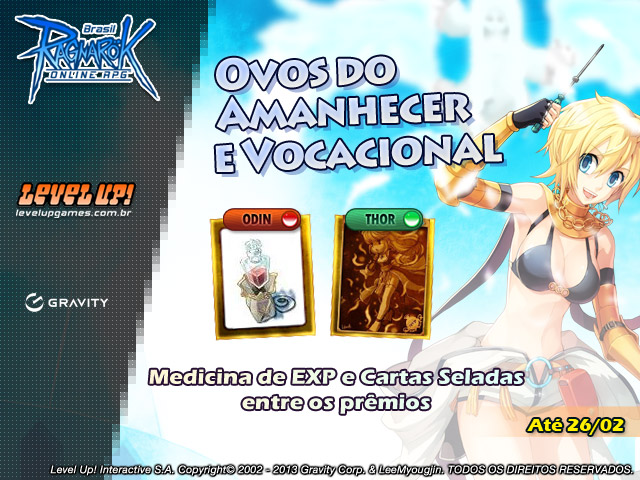 Brasil
RAGNAROK
ONLINE RPG
OVOS DO
AMANHECER
E VOCACIONAL
LEVEL UP!
levelupgames.com.br
ODIN
THOR
GRAVITY
Medicina de EXP e Cartas Seladas
entre os prêmios
Até 26/02
Level Up! Interactive S.A. Copyright© 2002 - 2013 Gravity Corp. & LeeMyougjin. TODOS OS DIREITOS RESERVADOS.